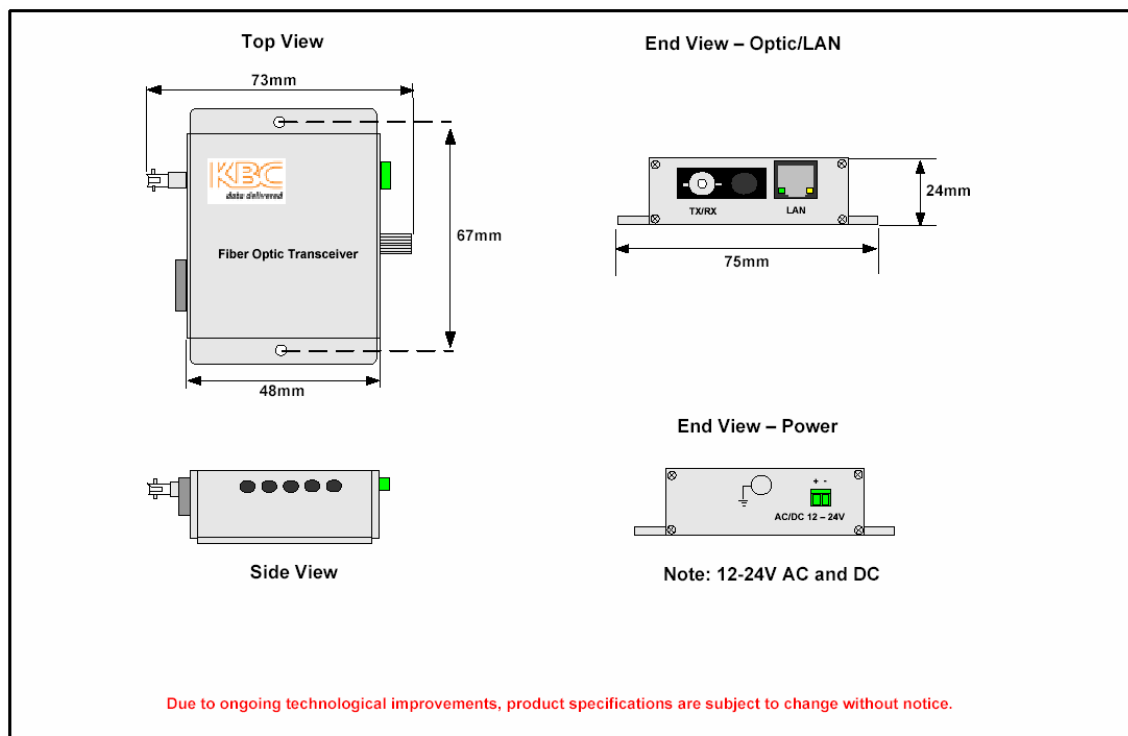 Top View
End View – Optic/LAN
73mm
KBC
data delivered
Fiber Optic Transceiver
67mm
48mm
TX/RX
LAN
24mm
75mm
End View – Power
+ -
AC/DC 12 – 24V
Side View
Note: 12-24V AC and DC
Due to ongoing technological improvements, product specifications are subject to change without notice.